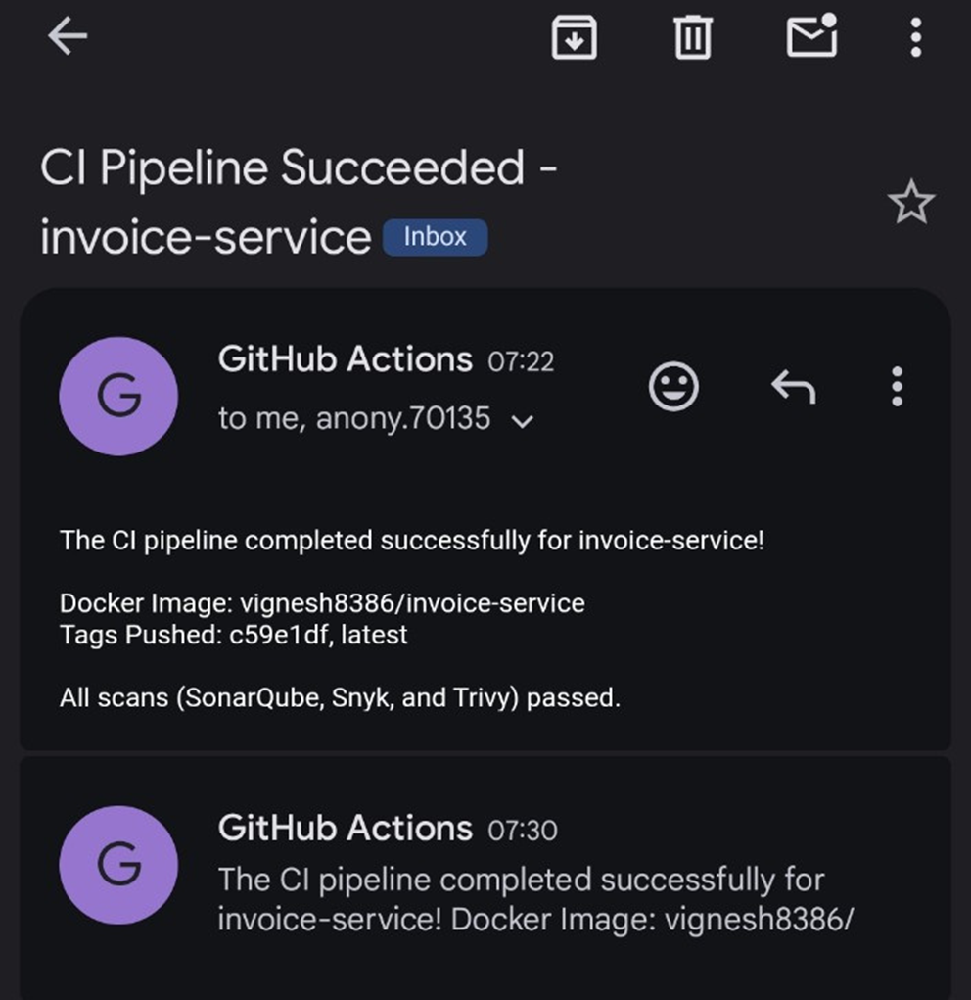 CI Pipeline Succeeded -
invoice-service Inbox
G
GitHub Actions 07:22
to me, anony.70135
The CI pipeline completed successfully for invoice-service!
Docker Image: vignesh8386/invoice-service
Tags Pushed: c59e1df, latest
All scans (SonarQube, Snyk, and Trivy) passed.
G
GitHub Actions 07:30
The CI pipeline completed successfully for
invoice-service! Docker Image: vignesh8386/